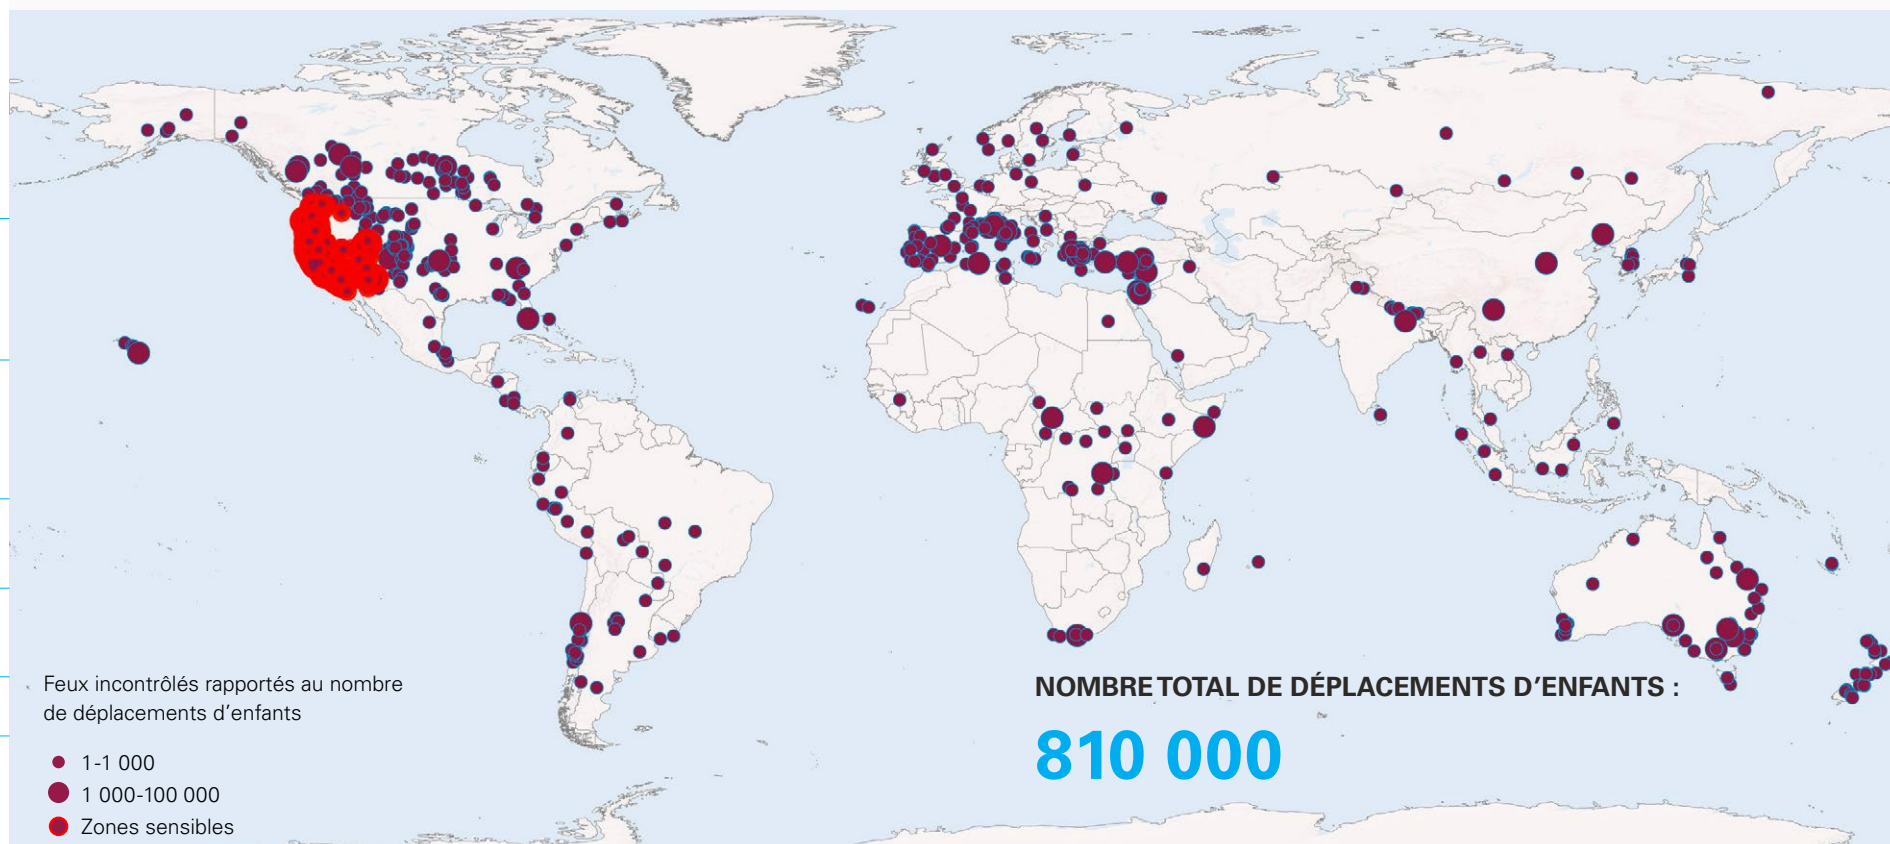 Feux incontrôlés rapportés au nombre
de déplacements d’enfants
1-1 000
1 000-100 000
Zones sensibles
NOMBRE TOTAL DE DÉPLACEMENTS D’ENFANTS :
810 000